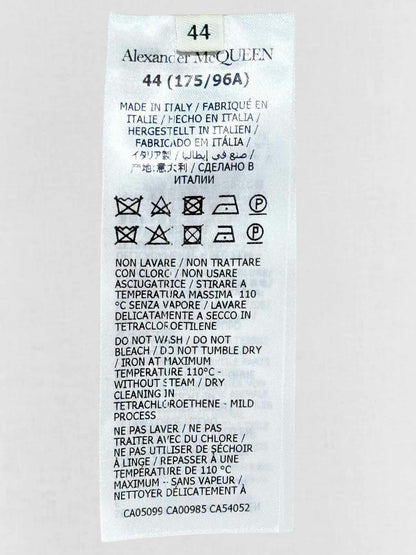 44
Alexander McQUEEN
44 (175/96A)
MADE IN ITALY / FABRIQUÉ EN
ITALIE / HECHO EN ITALIA /
HERGESTELLT IN ITALIEN /
FABRICADO EM ITÁLIA /
イタリア製 / صنع في إيطاليا /
产地:意大利 / СДЕЛАНО В
ИТАЛИИ
P
P
NON LAVARE / NON TRATTARE
CON CLORO / NON USARE
ASCIUGATRICE / STIRARE A
TEMPERATURA MASSIMA 110
°C SENZA VAPORE / LAVARE
DELICATAMENTE A SECCO IN
TETRACLOROETILENE
DO NOT WASH / DO NOT
BLEACH / DO NOT TUMBLE DRY
/ IRON AT MAXIMUM
TEMPERATURE 110°C -
WITHOUT STEAM / DRY
CLEANING IN
TETRACHLOROETHENE - MILD
PROCESS
NE PAS LAVER / NE PAS
TRAITER AVEC DU CHLORE /
NE PAS UTILISER DE SÉCHOIR
À LINGE / REPASSER À UNE
TEMPÉRATURE DE 110 °C
MAXIMUM - SANS VAPEUR /
NETTOYER DÉLICATEMENT À
CA05099 CA00985 CA54052